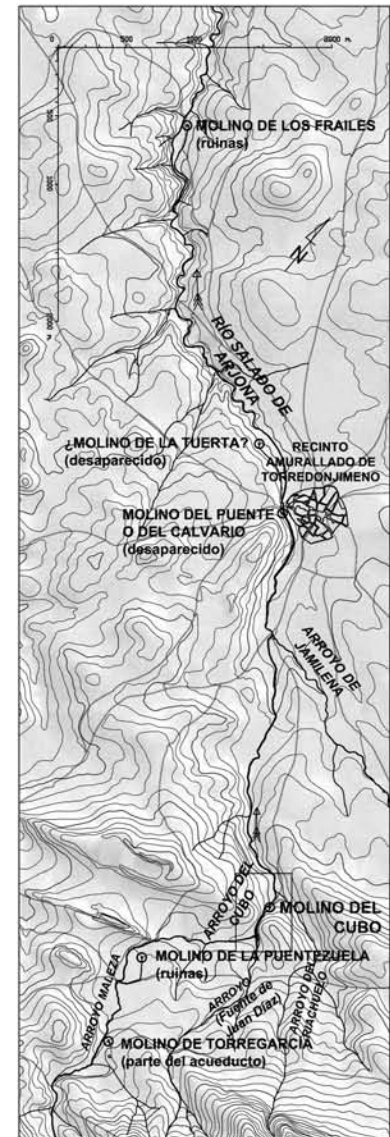 0 500 1000 2000 m.
MOLINO DE LOS FRAILES
(ruinas)
500
1000
N
2000
M
RÍO SALADO DE
ARJONA
¿MOLINO DE LA TUERTA?
(desaparecido)
RECINTO
AMURALLADO DE
TORREDONJIMENO
MOLINO DEL PUENTE
O DEL CALVARIO
(desaparecido)
ARROYO DE
JAMILENA
ARROYO DEL
CUBO
MOLINO DEL
CUBO
MOLINO DE LA PUENTEZUELA
(ruinas)
ARROYO MALEZA
ARROYO
(Fuente de
Juan Díaz)
ARROYO DEL
RIACHUELO
MOLINO DE TORREGARCÍA
(parte del acueducto)